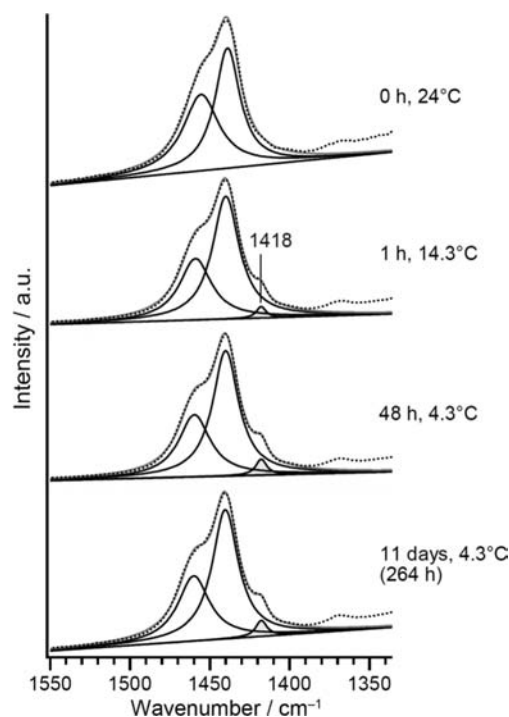 0 h, 24°C
1418
1 h, 14.3°C
48 h, 4.3°C
11 days, 4.3°C
(264 h)
Intensity / a.u.
1550 1500 1450 1400 1350
Wavenumber / cm⁻¹